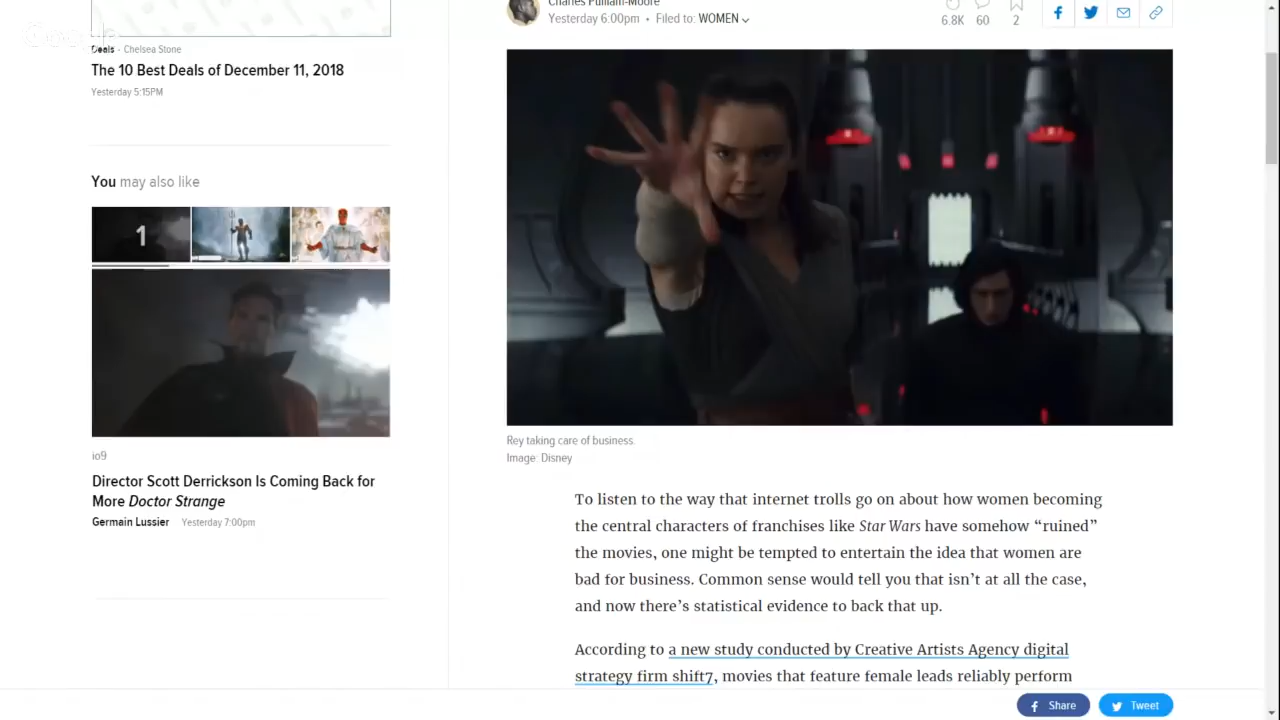 Google
Deals - Chelsea Stone
The 10 Best Deals of December 11, 2018
Yesterday 5:15PM
You may also like
1
io9
Director Scott Derrickson Is Coming Back for
More Doctor Strange
Germain Lussier Yesterday 7:00pm
Charles Pulliam-Moore
Yesterday 6:00pm • Filed to: WOMEN
6.8K 60 2
Rey taking care of business.
Image: Disney
To listen to the way that internet trolls go on about how women becoming
the central characters of franchises like Star Wars have somehow “ruined”
the movies, one might be tempted to entertain the idea that women are
bad for business. Common sense would tell you that isn’t at all the case,
and now there’s statistical evidence to back that up.
According to a new study conducted by Creative Artists Agency digital
strategy firm shift7, movies that feature female leads reliably perform
Share Tweet